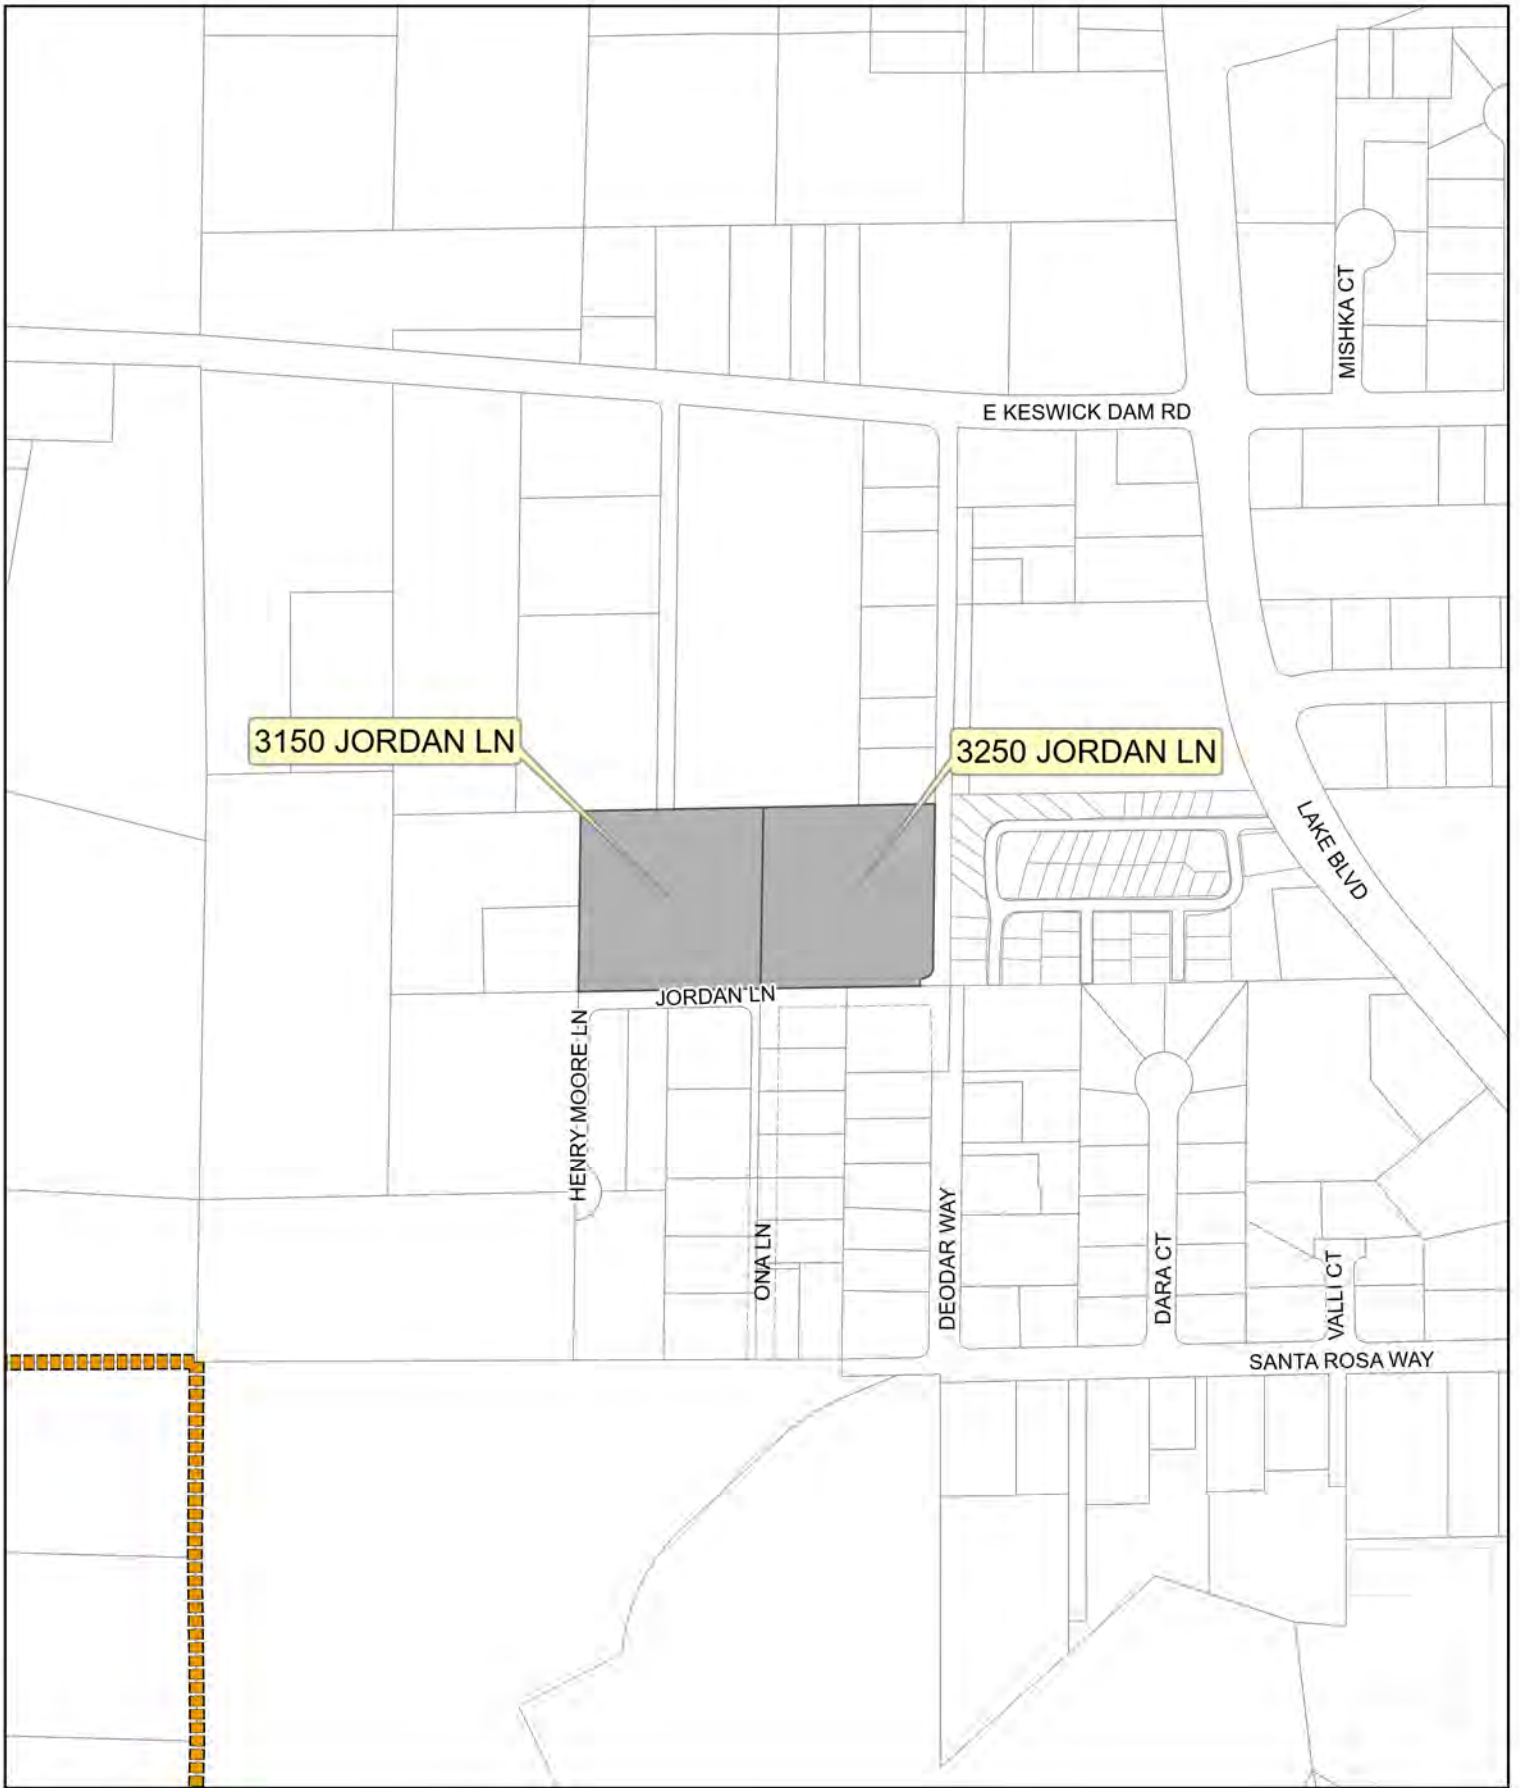 MISHKA CT
E KESWICK DAM RD
3150 JORDAN LN
3250 JORDAN LN
LAKE BLVD
JORDAN LN
HENRY MOORE LN
ONA LN
DEODAR WAY
DARA CT
VALLI CT
SANTA ROSA WAY